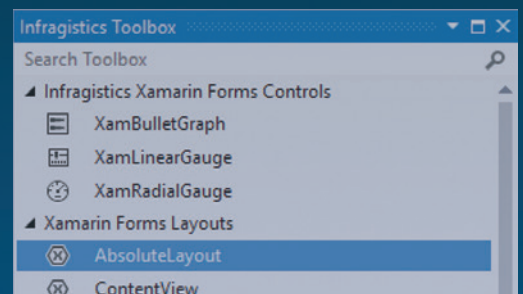 Infragistics Toolbox
Search Toolbox
Infragistics Xamarin Forms Controls
XamBulletGraph
XamLinearGauge
XamRadialGauge
Xamarin Forms Layouts
AbsoluteLayout
ContentView